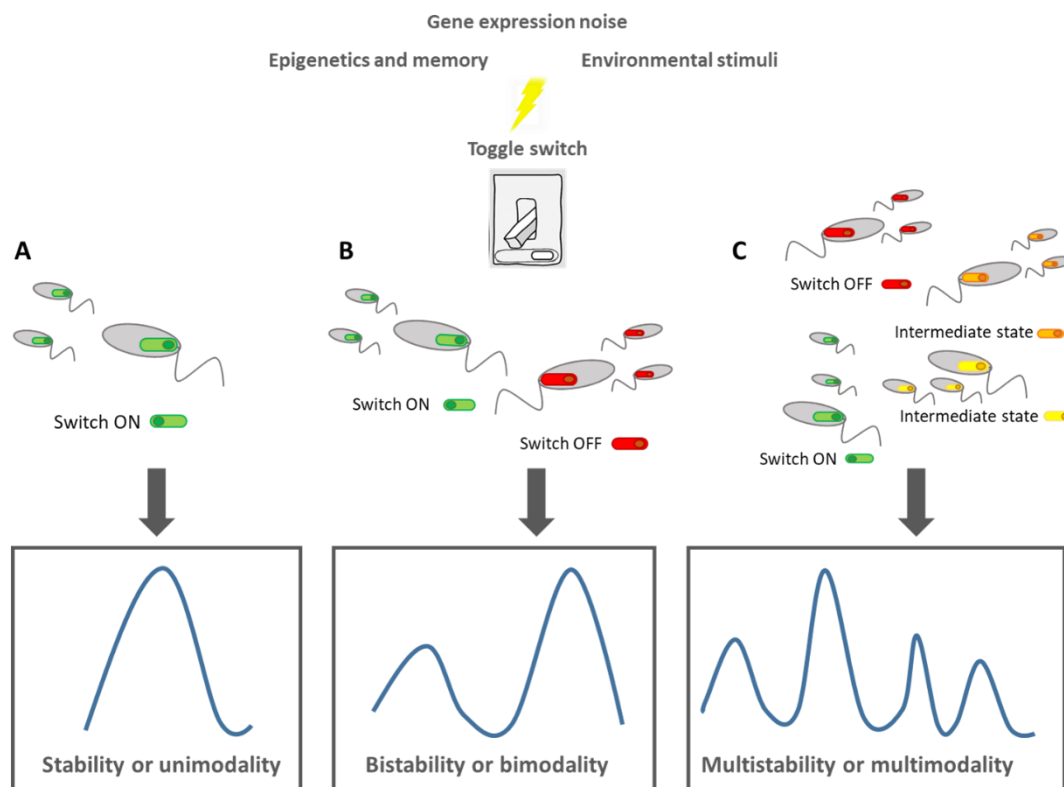 Gene expression noise
Epigenetics and memory
Environmental stimuli
Toggle switch
A
Switch ON
Stability or unimodality
B
Switch ON
Switch OFF
Bistability or bimodality
C
Switch OFF
Intermediate state
Intermediate state
Switch ON
Multistability or multimodality